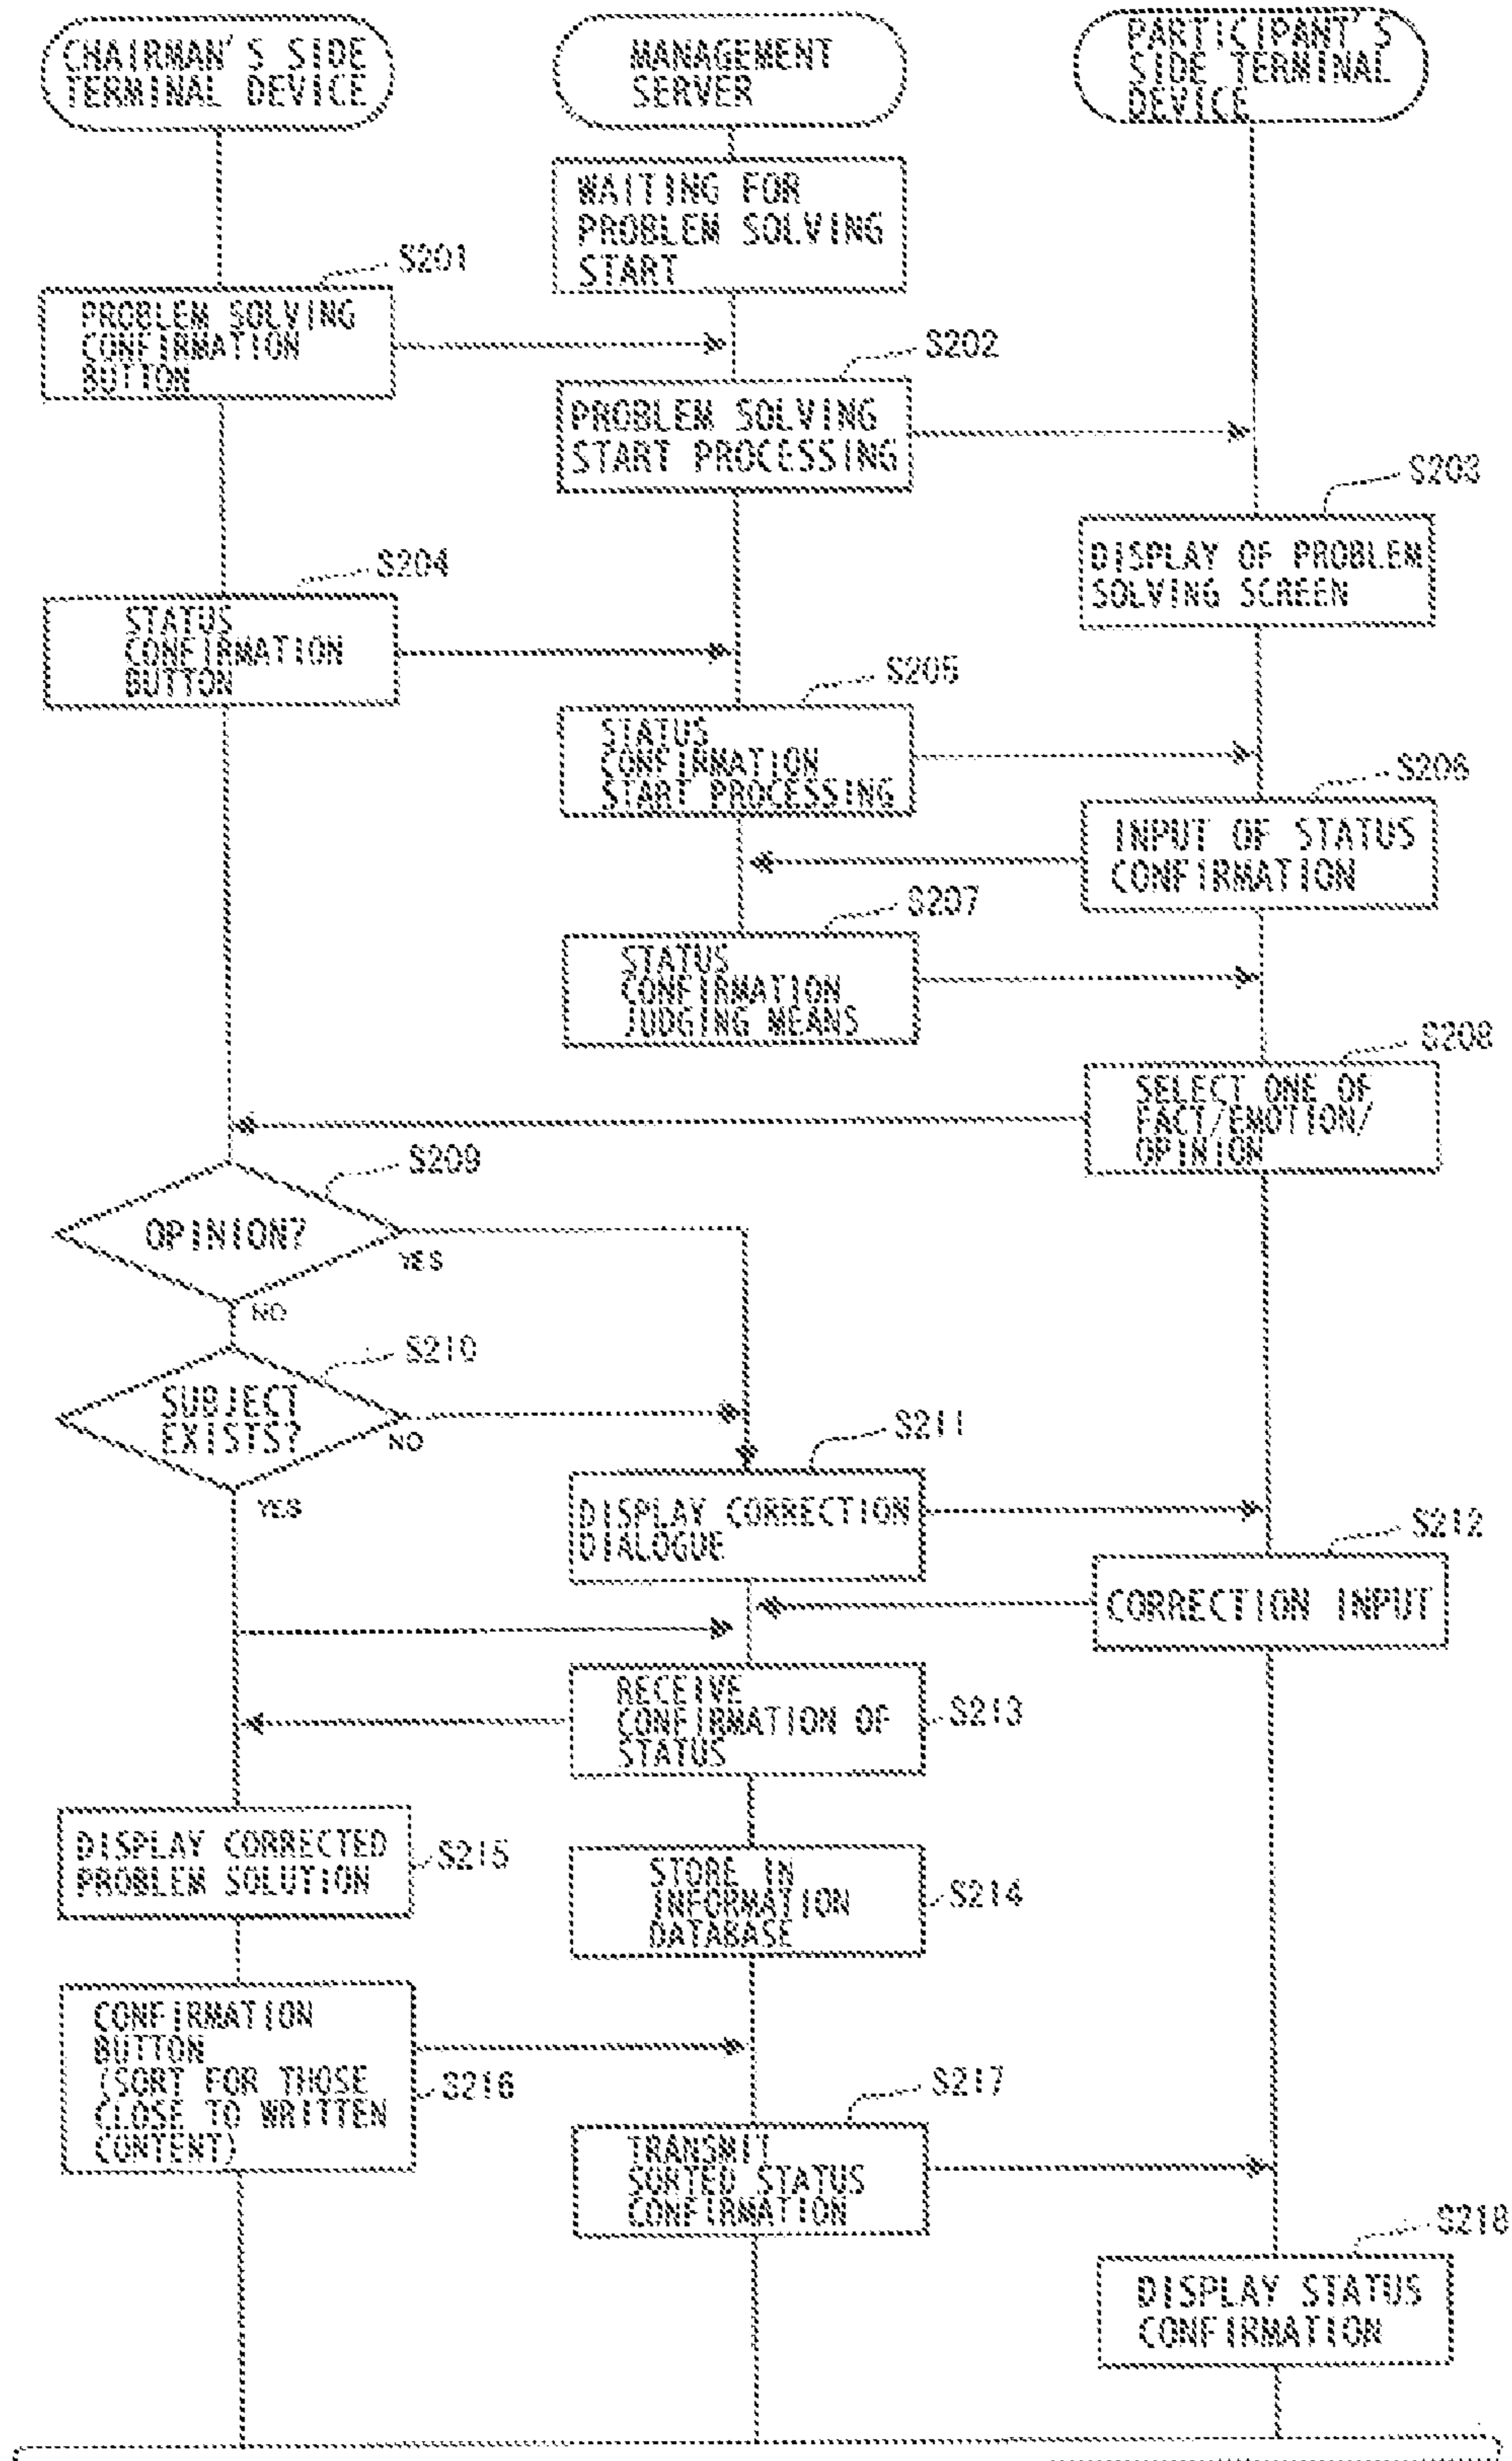 CHAIRMAN'S SIDE
TERMINAL DEVICE
MANAGEMENT
SERVER
PARTICIPANT'S
SIDE TERMINAL
DEVICE
WAITING FOR
PROBLEM SOLVING
START
S201
PROBLEM SOLVING
CONFIRMATION
BUTTON
S202
PROBLEM SOLVING
START PROCESSING
S203
DISPLAY OF PROBLEM
SOLVING SCREEN
S204
STATUS
CONFIRMATION
BUTTON
S205
STATUS
CONFIRMATION
START PROCESSING
S206
INPUT OF STATUS
CONFIRMATION
S207
STATUS
CONFIRMATION
JUDGING MEANS
S208
SELECT ONE OF
FACT/EMOTION/
OPINION
S209
OPINION?
YES
NO
S210
SUBJECT
EXISTS?
NO
YES
S211
DISPLAY CORRECTION
DIALOGUE
S212
CORRECTION INPUT
RECEIVE
CONFIRMATION OF
STATUS
S213
DISPLAY CORRECTED
PROBLEM SOLUTION
S215
STORE IN
INFORMATION
DATABASE
S214
CONFIRMATION
BUTTON
(SORT FOR THOSE
CLOSE TO WRITTEN
CONTENT)
S216
S217
TRANSMIT
SORTED STATUS
CONFIRMATION
S218
DISPLAY STATUS
CONFIRMATION